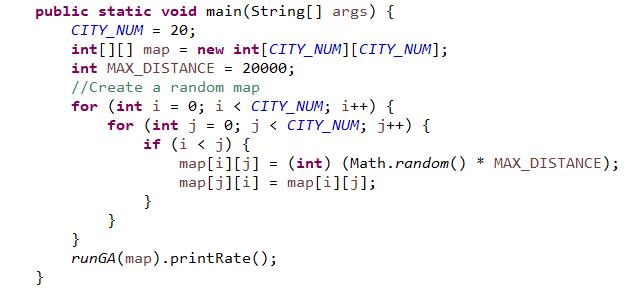 public static void main(String[] args) {
    CITY_NUM = 20;
    int[][] map = new int[CITY_NUM][CITY_NUM];
    int MAX_DISTANCE = 20000;
    //Create a random map
    for (int i = 0; i < CITY_NUM; i++) {
        for (int j = 0; j < CITY_NUM; j++) {
            if (i < j) {
                map[i][j] = (int) (Math.random() * MAX_DISTANCE);
                map[j][i] = map[i][j];
            }
        }
    }
    runGA(map).printRate();
}